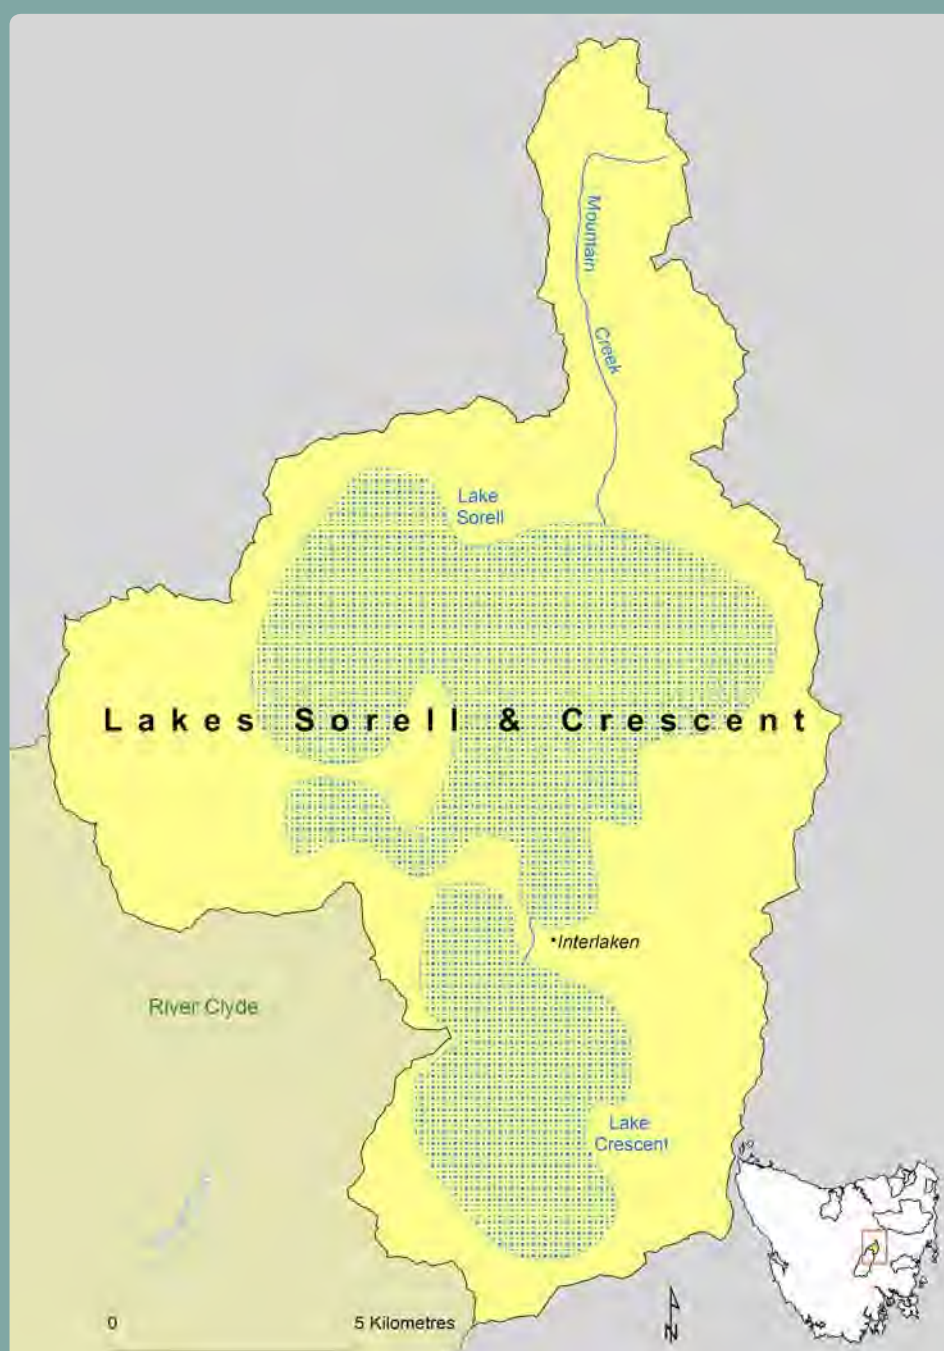 Mountain
Creek
Lake
Sorell
Lakes Sorell & Crescent
Interlaken
River Clyde
Lake
Crescent
0
5 Kilometres
N